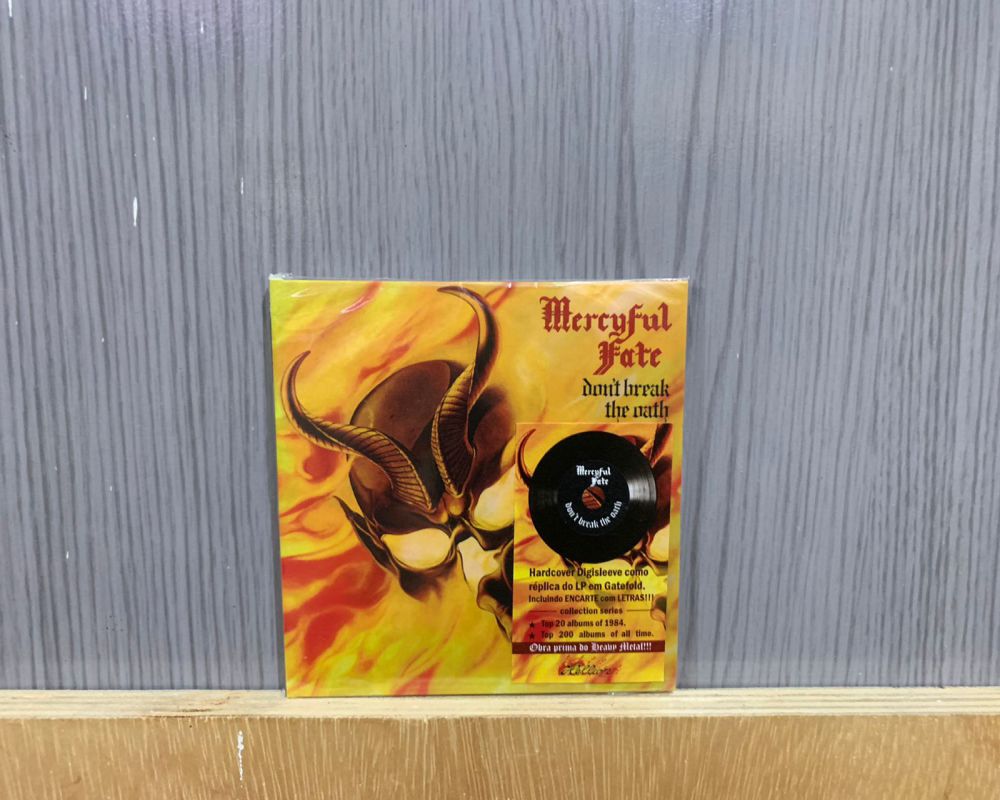 Mercyful
Fate
don't break
the oath
Mercyful
Fate
don't break the oath
Hardcover Digisleeve como
réplica do LP em Gatefold.
Incluindo ENCARTE com LETRAS!!!
collection series
★ Top 20 albums of 1984.
★ Top 200 albums of all time.
Obra prima do Heavy Metal!!!
Hellion